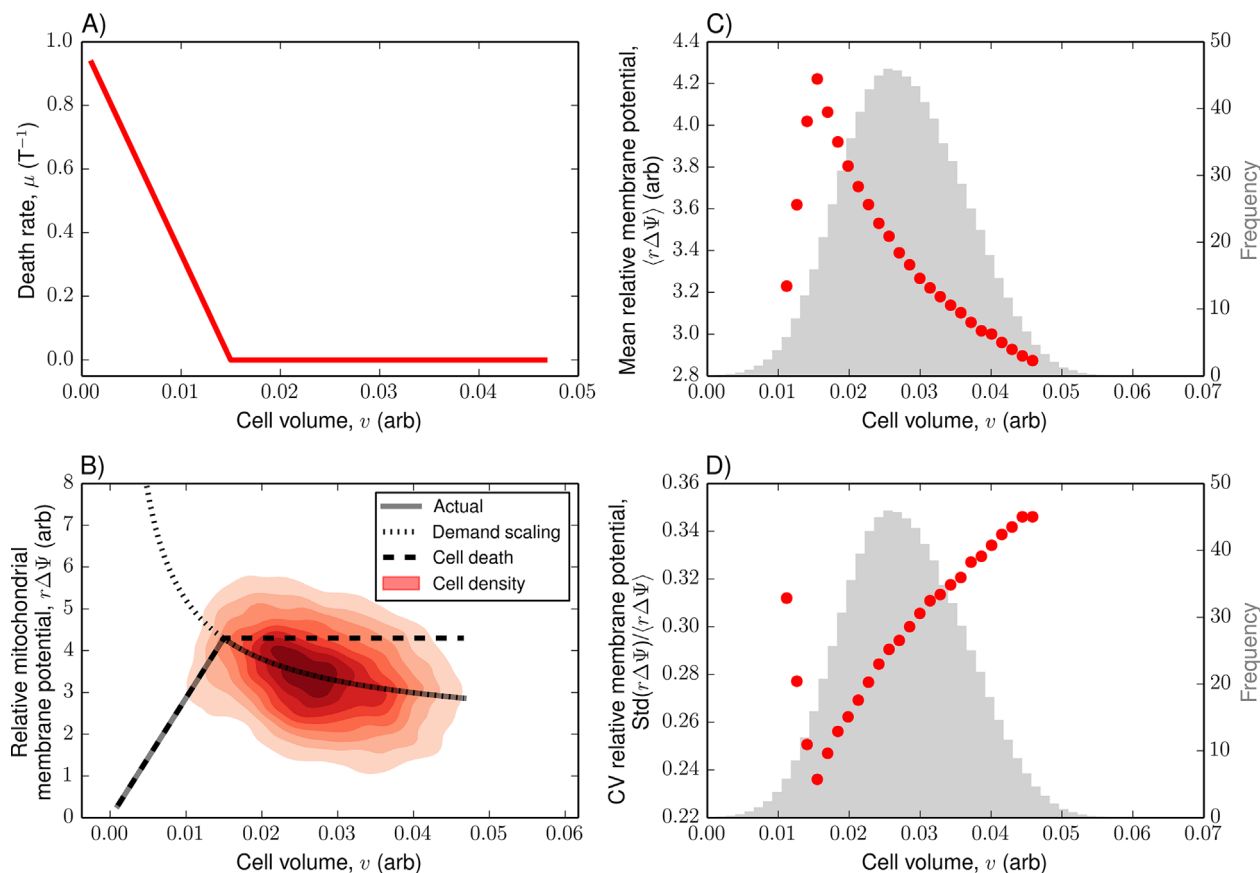 A)
1.0
0.8
0.6
0.4
0.2
0.0
Death rate, μ (T⁻¹)
0.00 0.01 0.02 0.03 0.04 0.05
Cell volume, v (arb)
C)
4.4
4.2
4.0
3.8
3.6
3.4
3.2
3.0
2.8
Mean relative membrane potential,
⟨rΔΨ⟩ (arb)
50
40
30
20
10
0
Frequency
0.00 0.01 0.02 0.03 0.04 0.05 0.06 0.07
Cell volume, v (arb)
B)
8
7
6
5
4
3
2
1
0
Relative mitochondrial
membrane potential, rΔΨ (arb)
Actual
Demand scaling
Cell death
Cell density
0.00 0.01 0.02 0.03 0.04 0.05 0.06
Cell volume, v (arb)
D)
0.36
0.34
0.32
0.30
0.28
0.26
0.24
0.22
CV relative membrane potential,
Std(rΔΨ)/⟨rΔΨ⟩
50
40
30
20
10
0
Frequency
0.00 0.01 0.02 0.03 0.04 0.05 0.06 0.07
Cell volume, v (arb)